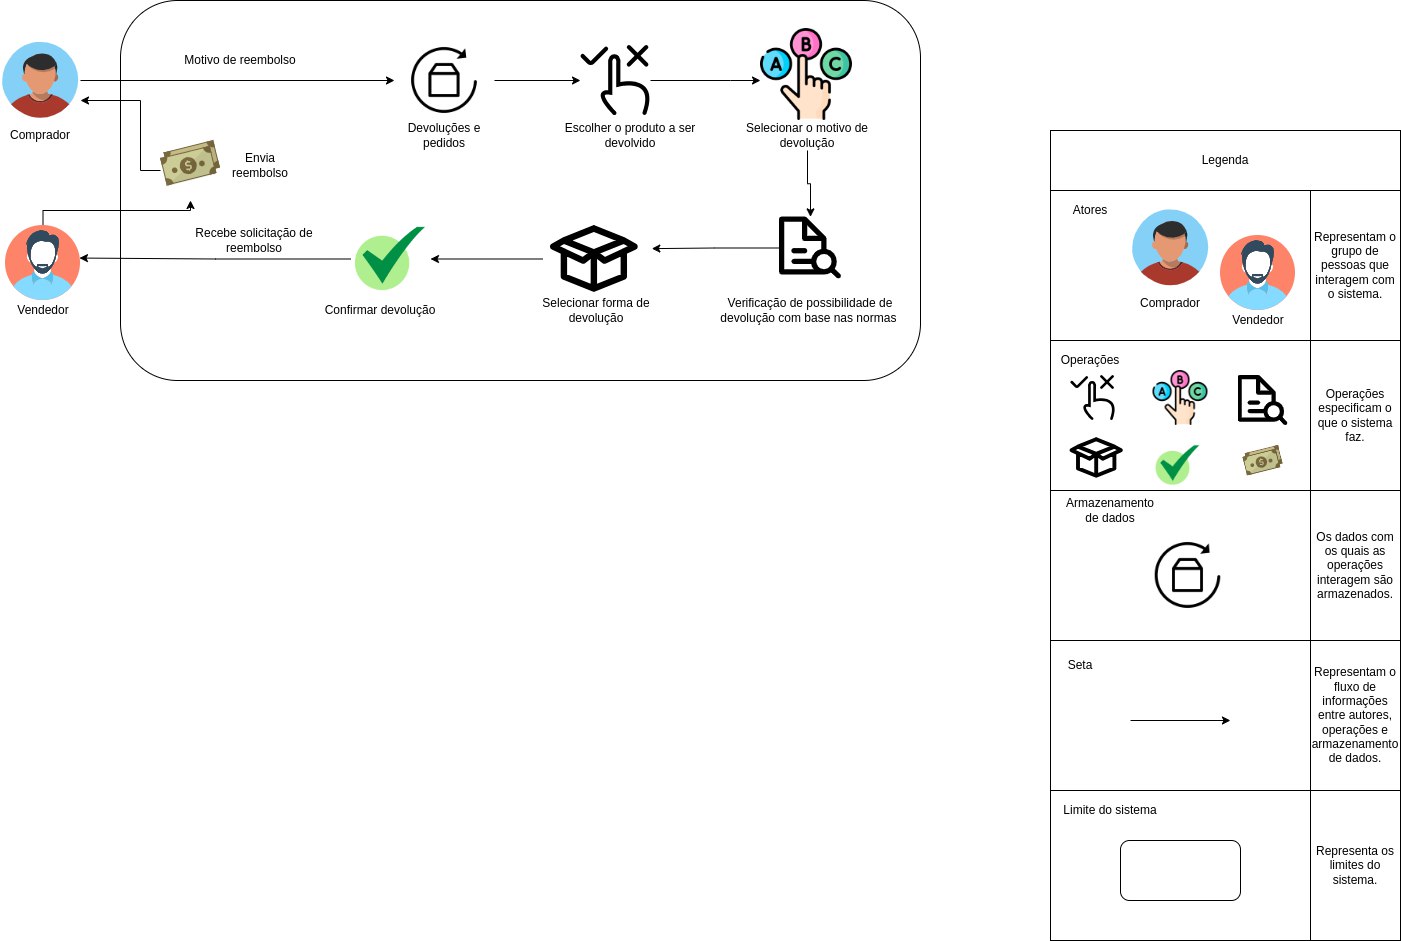 Motivo de reembolso
Comprador
Devoluções e
pedidos
Escolher o produto a ser
devolvido
A
B
C
Selecionar o motivo de
devolução
$
Envia
reembolso
Recebe solicitação de
reembolso
Vendedor
Confirmar devolução
Selecionar forma de
devolução
Verificação de possibilidade de
devolução com base nas normas
Legenda
Atores
Comprador
Vendedor
Representam o
grupo de
pessoas que
interagem com
o sistema.
Operações
A
B
C
$
Operações
especificam o
que o sistema
faz.
Armazenamento
de dados
Os dados com
os quais as
operações
interagem são
armazenados.
Seta
Representam o
fluxo de
informações
entre autores,
operações e
armazenamento
de dados.
Limite do sistema
Representa os
limites do
sistema.